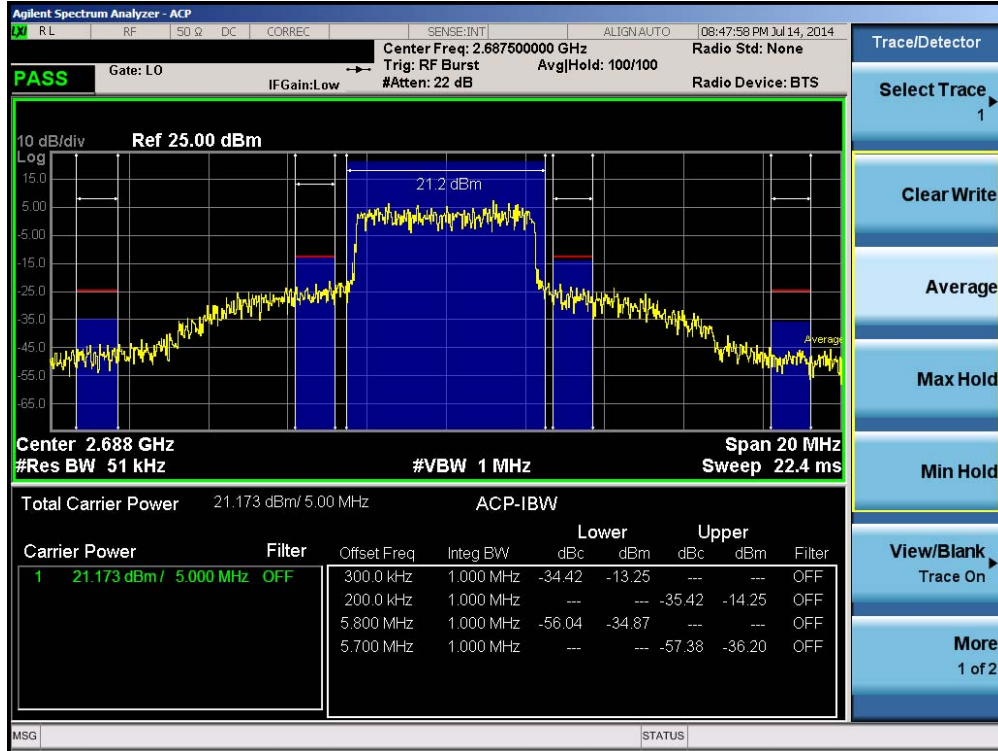 Agilent Spectrum Analyzer - ACP
LXI RL RF 50 Ω DC CORREC SENSE:INT ALIGN AUTO 08:47:58 PM Jul 14, 2014
Center Freq: 2.687500000 GHz Radio Std: None
PASS Gate: LO Trig: RF Burst Avg|Hold: 100/100
IFGain:Low #Atten: 22 dB Radio Device: BTS
10 dB/div Ref 25.00 dBm
Log
15.0
21.2 dBm
5.00
-5.00
-15.0
-25.0
-35.0
Average
-45.0
-55.0
-65.0
Center 2.688 GHz Span 20 MHz
#Res BW 51 kHz #VBW 1 MHz Sweep 22.4 ms
Total Carrier Power 21.173 dBm/ 5.00 MHz ACP-IBW
Lower Upper
Carrier Power Filter Offset Freq Integ BW dBc dBm dBc dBm Filter
1 21.173 dBm / 5.000 MHz OFF 300.0 kHz 1.000 MHz -34.42 -13.25 --- --- OFF
200.0 kHz 1.000 MHz --- --- -35.42 -14.25 OFF
5.800 MHz 1.000 MHz -56.04 -34.87 --- --- OFF
5.700 MHz 1.000 MHz --- --- -57.38 -36.20 OFF
MSG STATUS
Trace/Detector
Select Trace
1
Clear Write
Average
Max Hold
Min Hold
View/Blank
Trace On
More
1 of 2